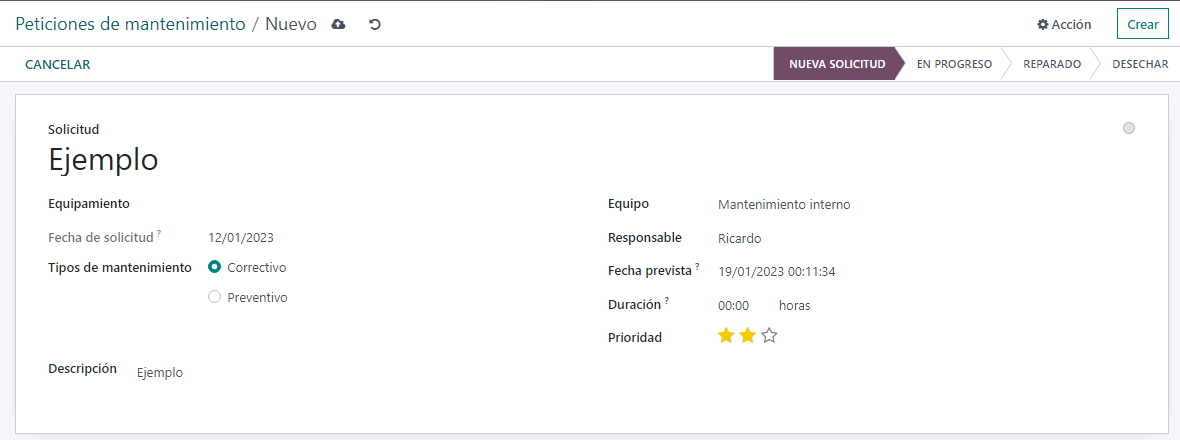 Peticiones de mantenimiento / Nuevo
Acción
Crear
CANCELAR
NUEVA SOLICITUD
EN PROGRESO
REPARADO
DESECHAR
Solicitud
Ejemplo
Equipamiento
Fecha de solicitud ? 12/01/2023
Tipos de mantenimiento Correctivo
Preventivo
Equipo Mantenimiento interno
Responsable Ricardo
Fecha prevista ? 19/01/2023 00:11:34
Duración ? 00:00 horas
Prioridad
Descripción Ejemplo